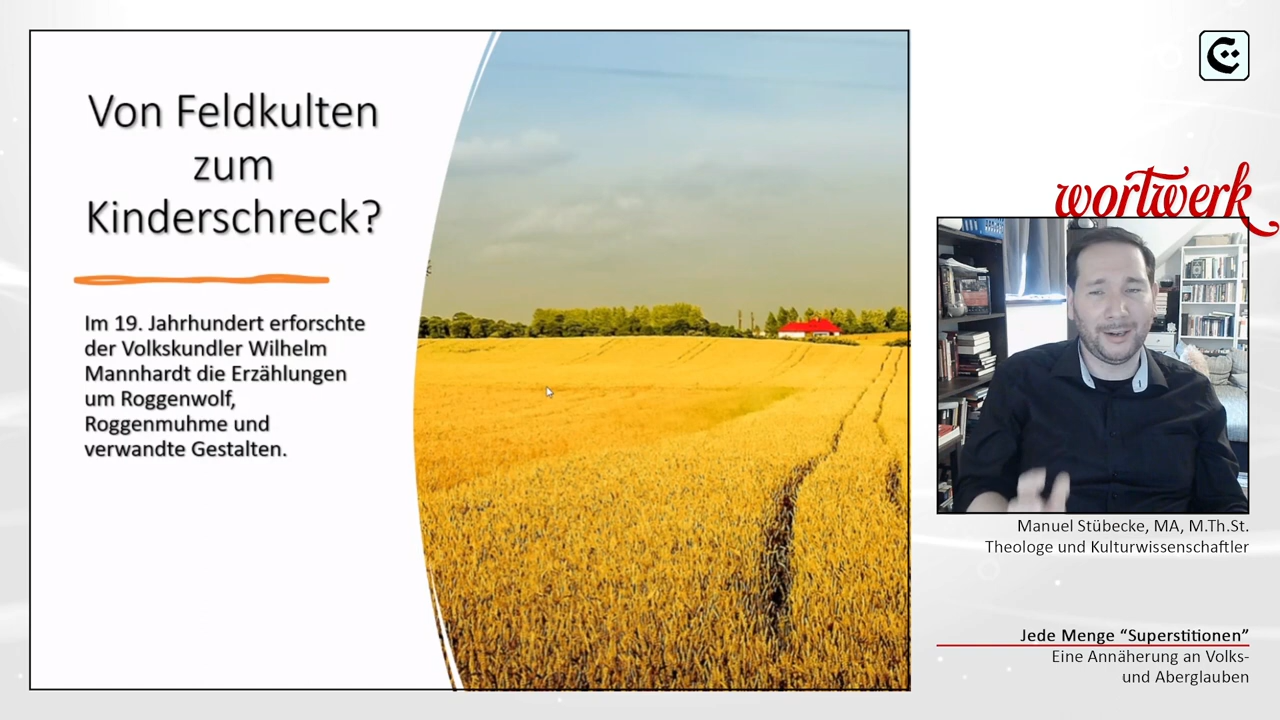 Von Feldkulten
zum
Kinderschreck?
Im 19. Jahrhundert erforschte
der Volkskundler Wilhelm
Mannhardt die Erzählungen
um Roggenwolf,
Roggenmuhme und
verwandte Gestalten.
wortwerk
Manuel Stübecke, MA, M.Th.St.
Theologe und Kulturwissenschaftler
Jede Menge “Superstitionen”
Eine Annäherung an Volks-
und Aberglauben